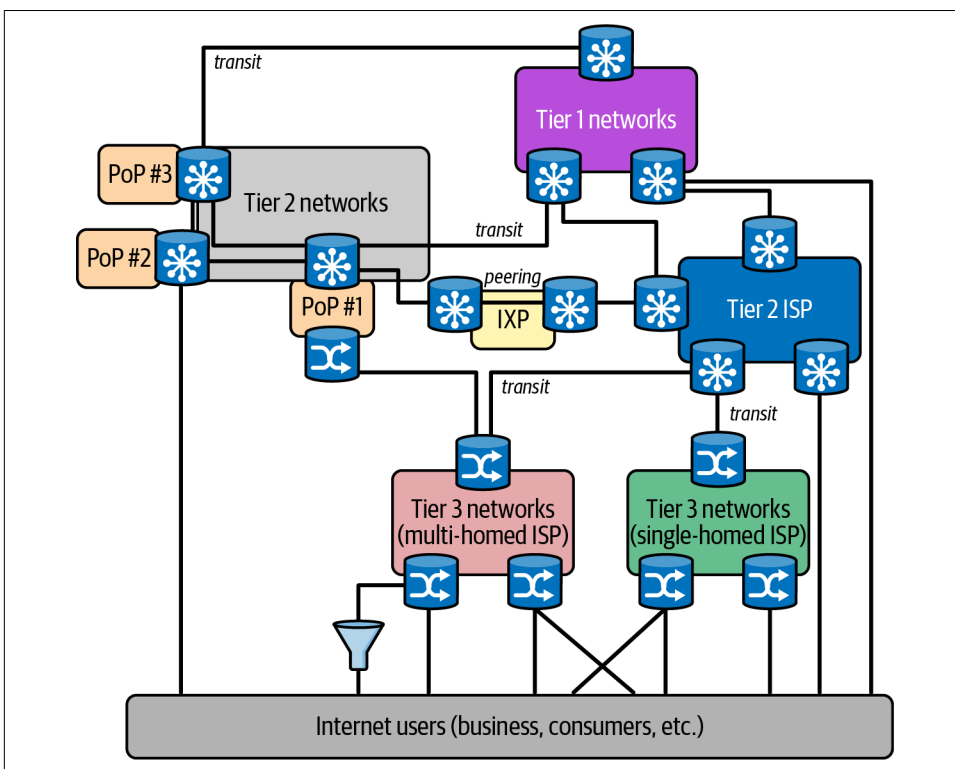 transit
Tier 1 networks
PoP #3
Tier 2 networks
transit
PoP #2
peering
PoP #1
IXP
Tier 2 ISP
transit
transit
Tier 3 networks
(multi-homed ISP)
Tier 3 networks
(single-homed ISP)
Internet users (business, consumers, etc.)